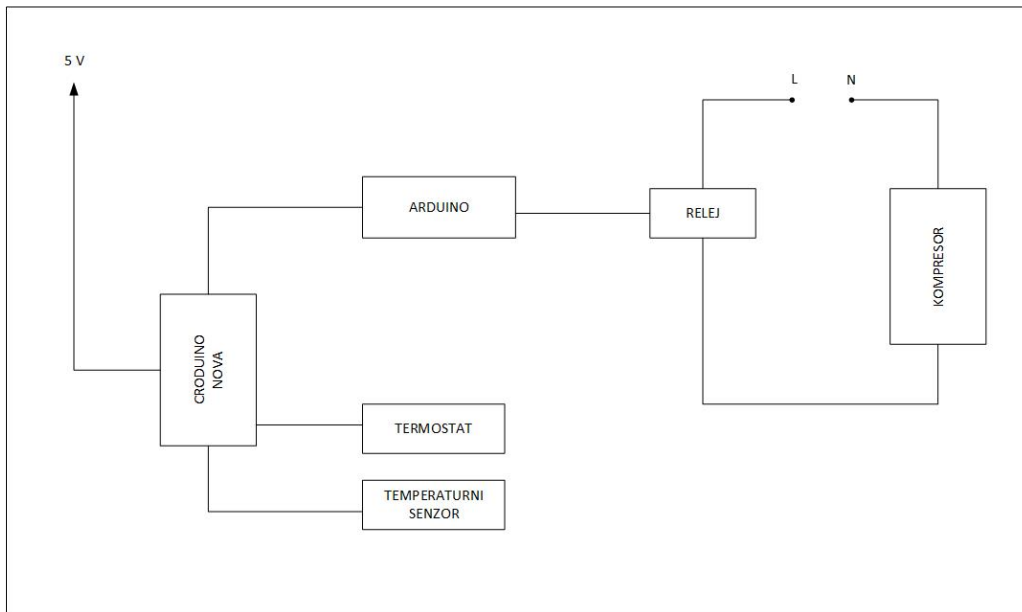 5 V
L
N
ARDUINO
RELEJ
KOMPRESOR
CRODUINO
NOVA
TERMOSTAT
TEMPERATURNI
SENZOR